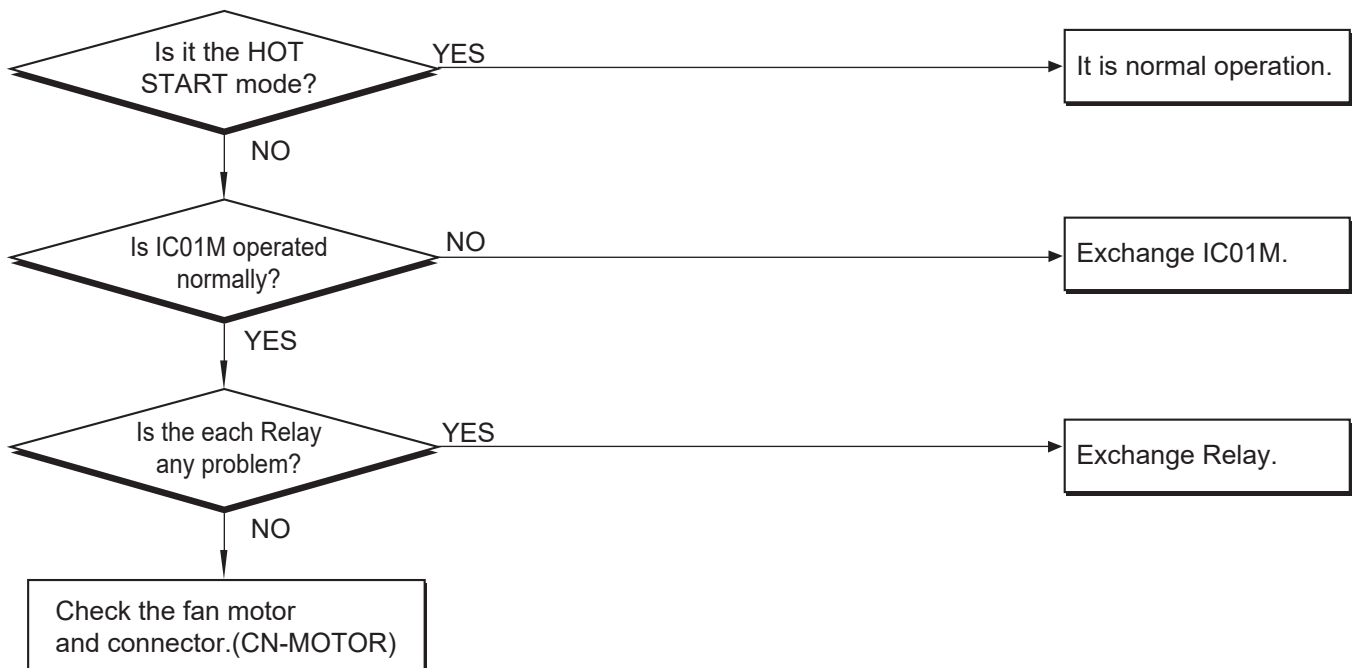 Is it the HOT
START mode?
YES
It is normal operation.
NO
Is IC01M operated
normally?
NO
Exchange IC01M.
YES
Is the each Relay
any problem?
YES
Exchange Relay.
NO
Check the fan motor
and connector.(CN-MOTOR)